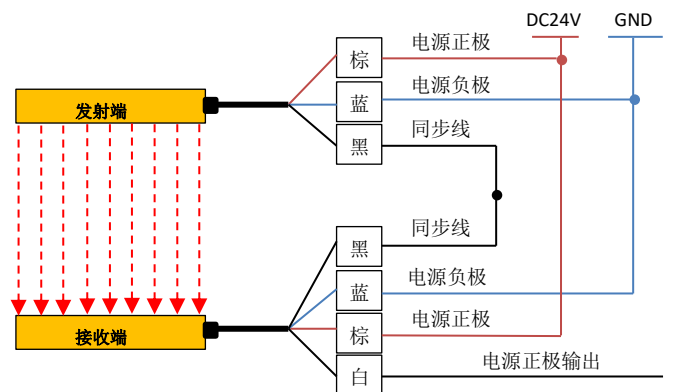 DC24V GND
棕 电源正极
蓝 电源负极
发射端
黑 同步线
黑 同步线
蓝 电源负极
接收端
棕 电源正极
白 电源正极输出